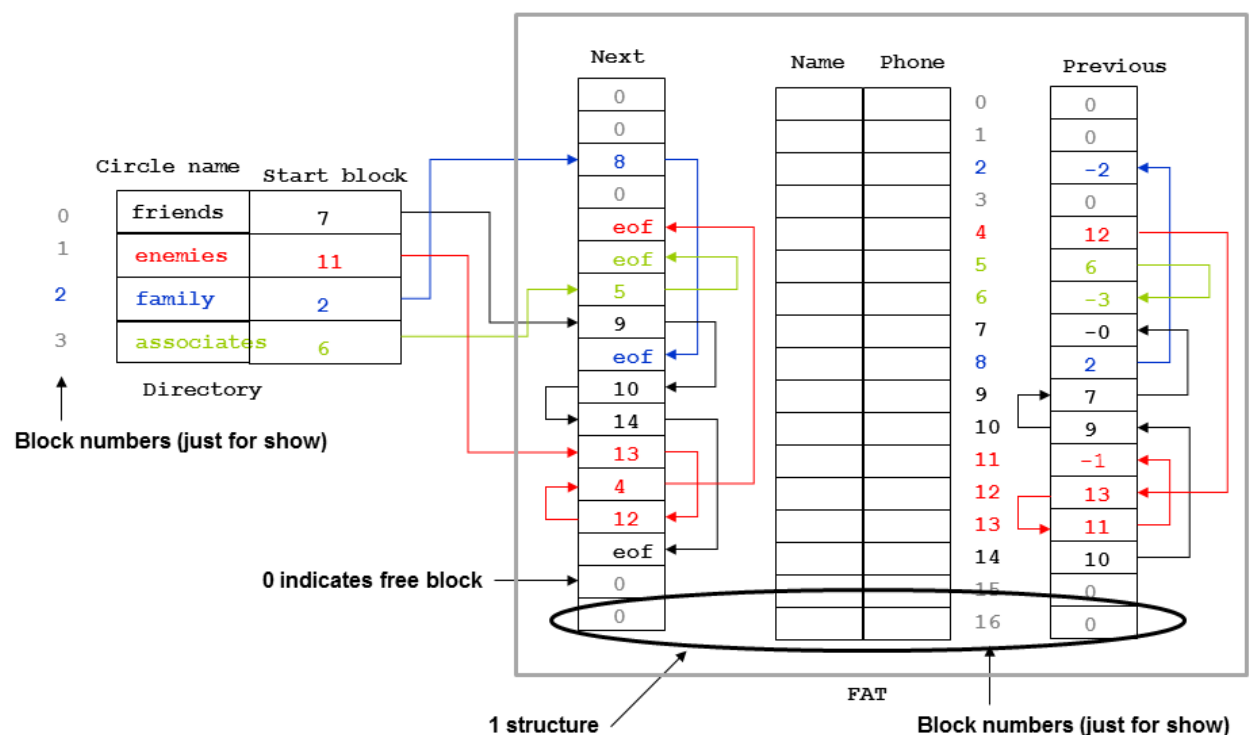 Next Name Phone Previous
0 0 0
0 1 0
8 2 -2
0 3 0
eof 4 12
eof 5 6
5 6 -3
9 7 -0
eof 8 2
10 9 7
14 10 9
13 11 -1
4 12 13
12 13 11
eof 14 10
0 15 0
0 16 0
FAT
Circle name Start block
0 friends 7
1 enemies 11
2 family 2
3 associates 6
Directory
Block numbers (just for show)
0 indicates free block
1 structure
Block numbers (just for show)